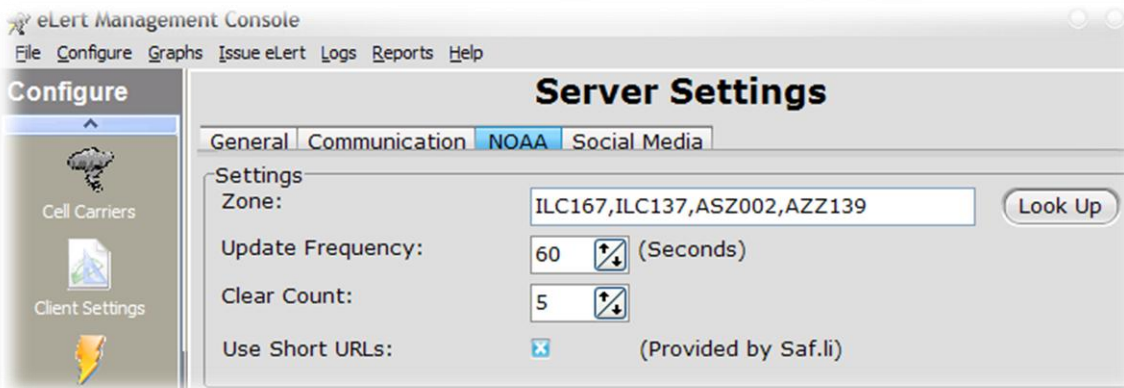 eLert Management Console
File Configure Graphs Issue eLert Logs Reports Help
Configure
Server Settings
General Communication NOAA Social Media
Cell Carriers
Client Settings
Settings
Zone: ILC167,ILC137,ASZ002,AZZ139 Look Up
Update Frequency: 60 (Seconds)
Clear Count: 5
Use Short URLs: (Provided by Saf.li)